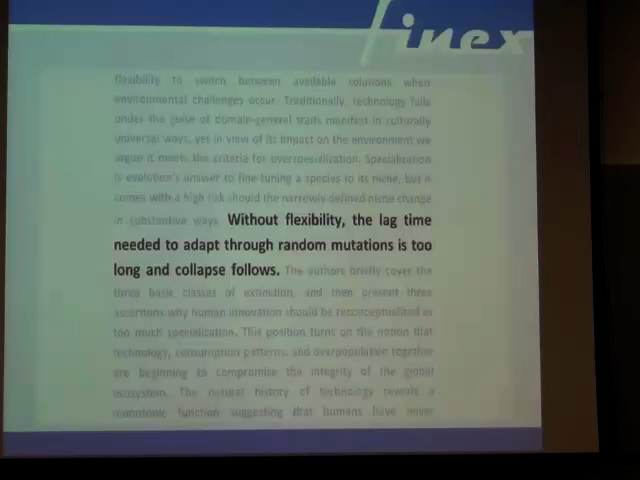 finex
flexibility to switch between available solutions when
environmental challenges occur. Traditionally, technology falls
under the guise of domain-general traits manifest in culturally
universal ways, yet in view of its impact on the environment we
argue it meets the criteria for overspecialization. Specialization
is evolution's answer to fine-tuning a species to its niche, but it
comes with a high risk should the narrowly defined niche change
in substantive ways. Without flexibility, the lag time
needed to adapt through random mutations is too
long and collapse follows. The authors briefly cover the
three basic classes of extinction, and then present three
assertions why human innovation should be reconceptualized as
too much specialization. This position turns on the notion that
technology, consumption patterns, and overpopulation together
are beginning to compromise the integrity of the global
ecosystem. The natural history of technology reveals a
monotonic function suggesting that humans have never